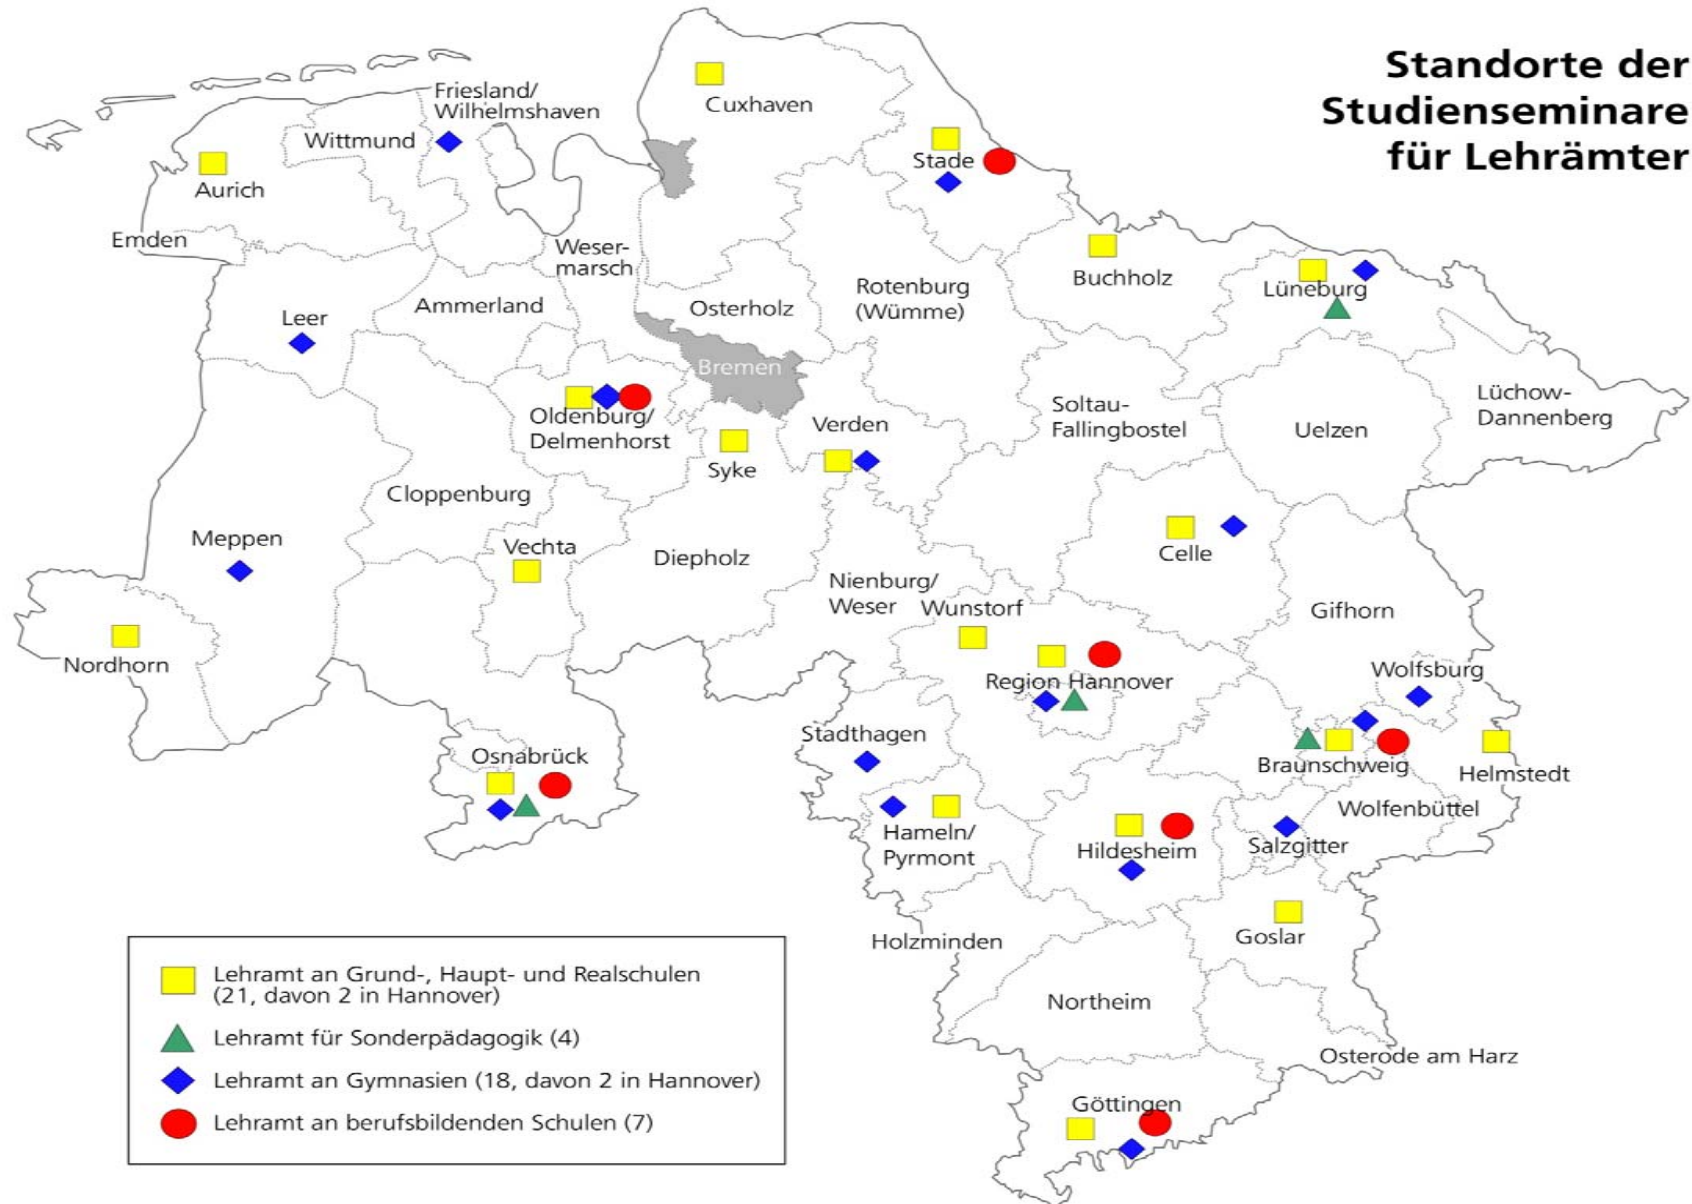 Standorte der
Studienseminare
für Lehrämter
Cuxhaven
Friesland/
Wilhelmshaven
Wittmund
Stade
Aurich
Emden
Weser-
marsch
Buchholz
Lüneburg
Rotenburg
(Wümme)
Ammerland
Osterholz
Leer
Bremen
Lüchow-
Dannenberg
Soltau-
Fallingbostel
Oldenburg/
Delmenhorst
Verden
Uelzen
Syke
Cloppenburg
Meppen
Vechta
Diepholz
Celle
Nienburg/
Weser
Wunstorf
Gifhorn
Nordhorn
Wolfsburg
Region Hannover
Stadthagen
Osnabrück
Braunschweig
Helmstedt
Wolfenbüttel
Hameln/
Pyrmont
Hildesheim
Salzgitter
Holzminden
Goslar
Northeim
Osterode am Harz
Göttingen
Lehramt an Grund-, Haupt- und Realschulen
(21, davon 2 in Hannover)
Lehramt für Sonderpädagogik (4)
Lehramt an Gymnasien (18, davon 2 in Hannover)
Lehramt an berufsbildenden Schulen (7)